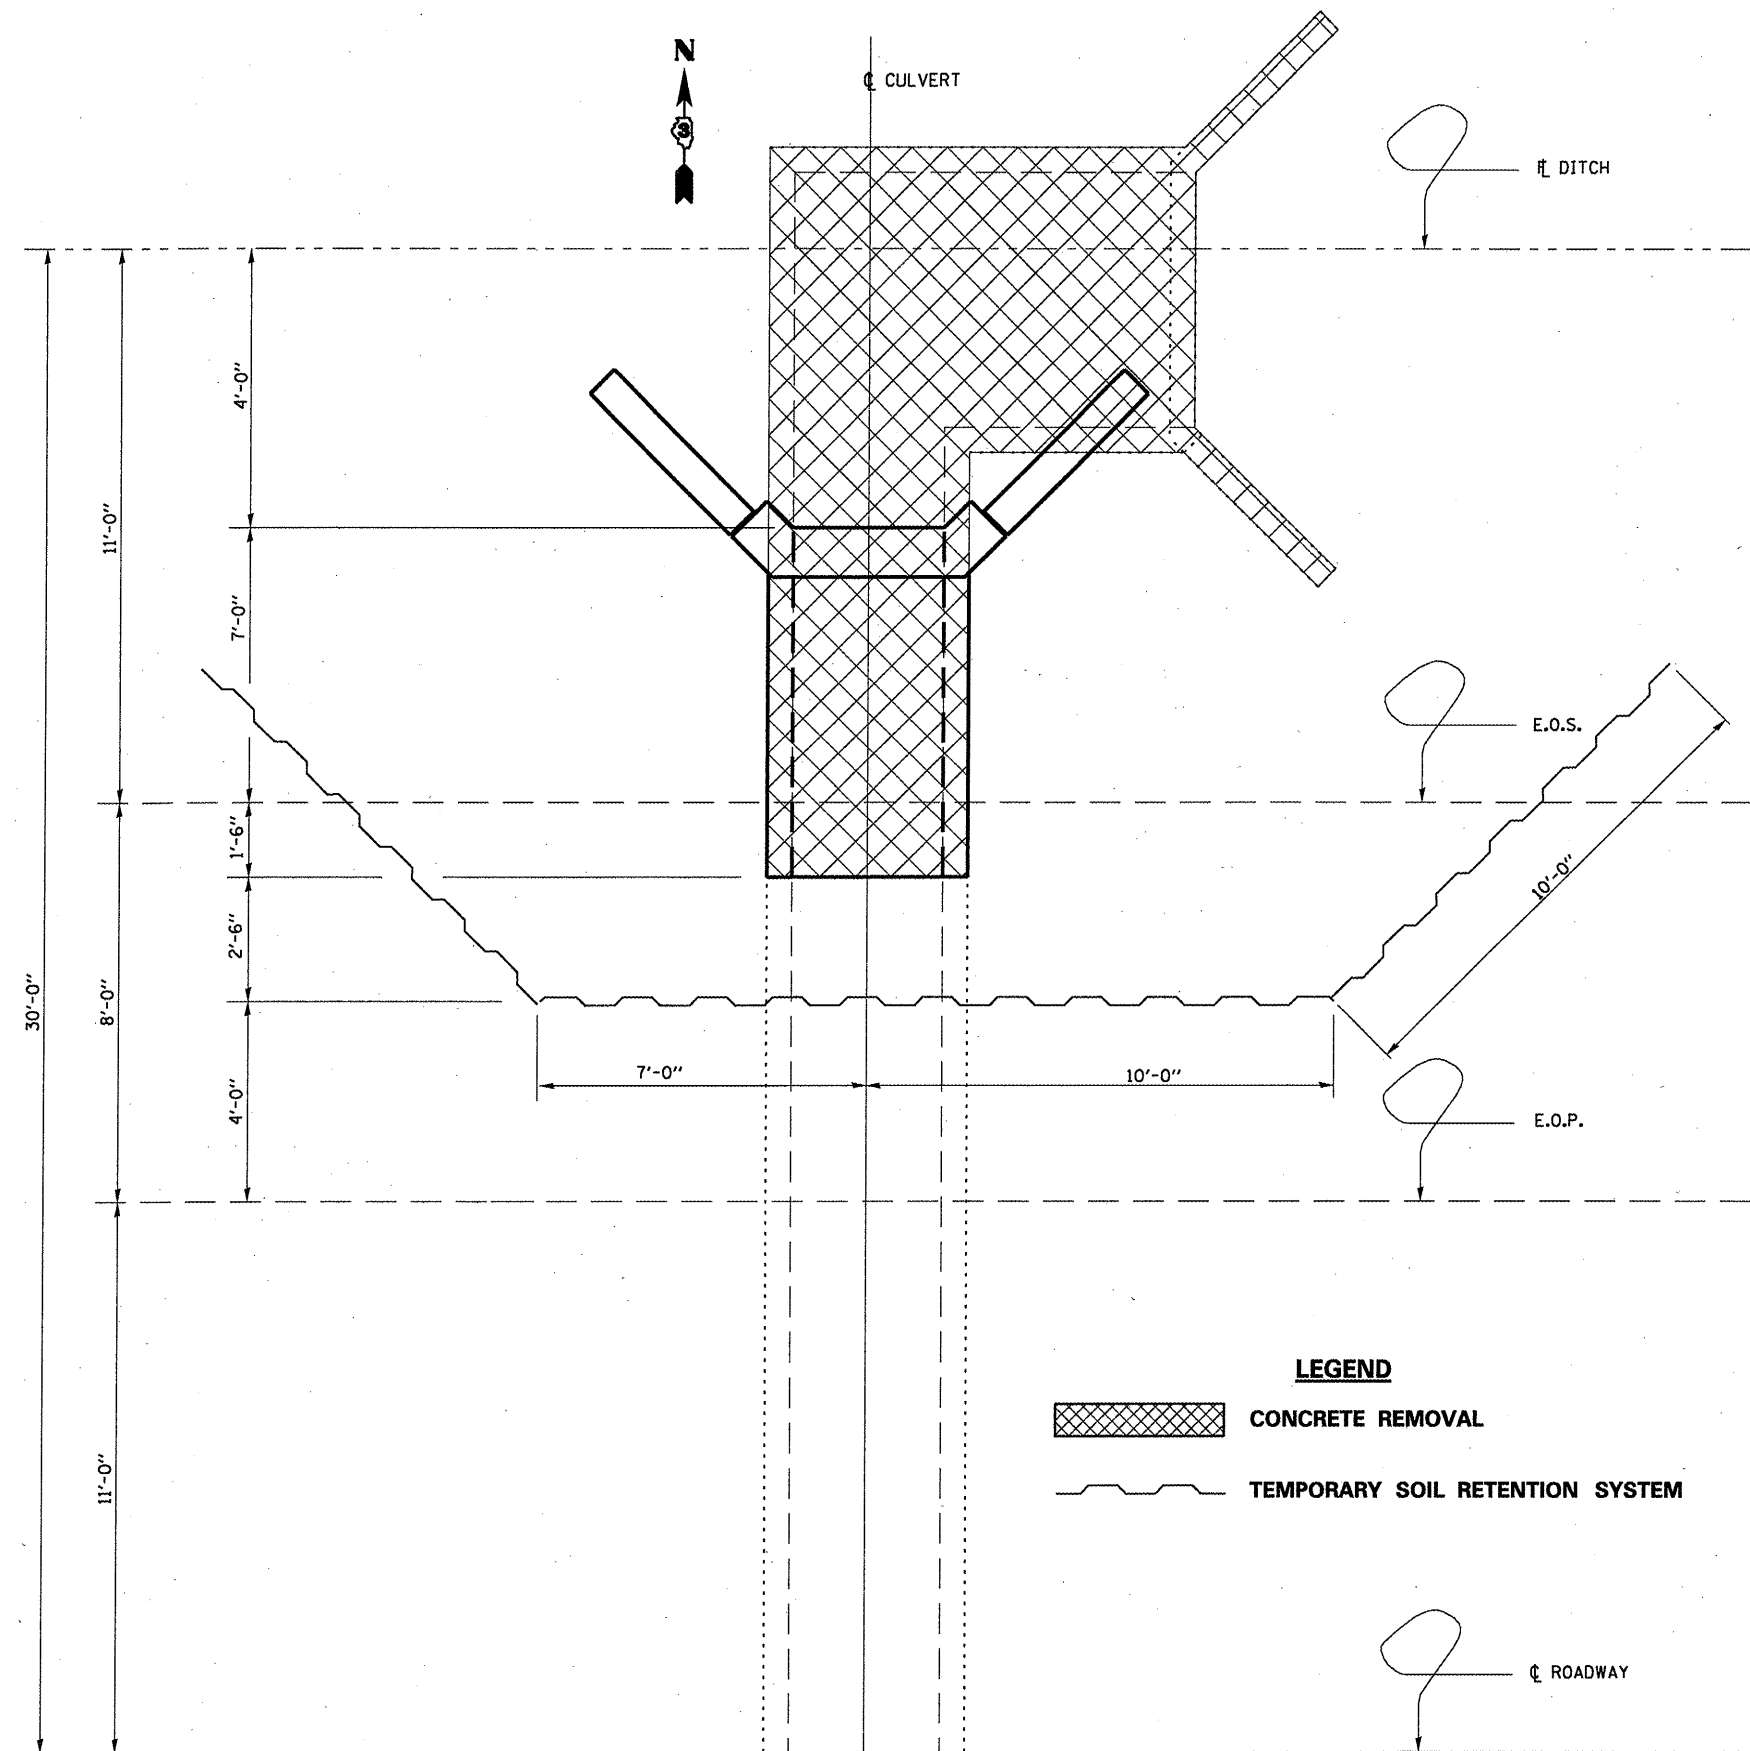 N
℄ CULVERT
3
℄ DITCH
4'-0"
11'-0"
7'-0"
E.O.S.
1'-6"
10'-0"
2'-6"
30'-0"
8'-0"
7'-0"
10'-0"
4'-0"
E.O.P.
LEGEND
CONCRETE REMOVAL
11'-0"
TEMPORARY SOIL RETENTION SYSTEM
℄ ROADWAY